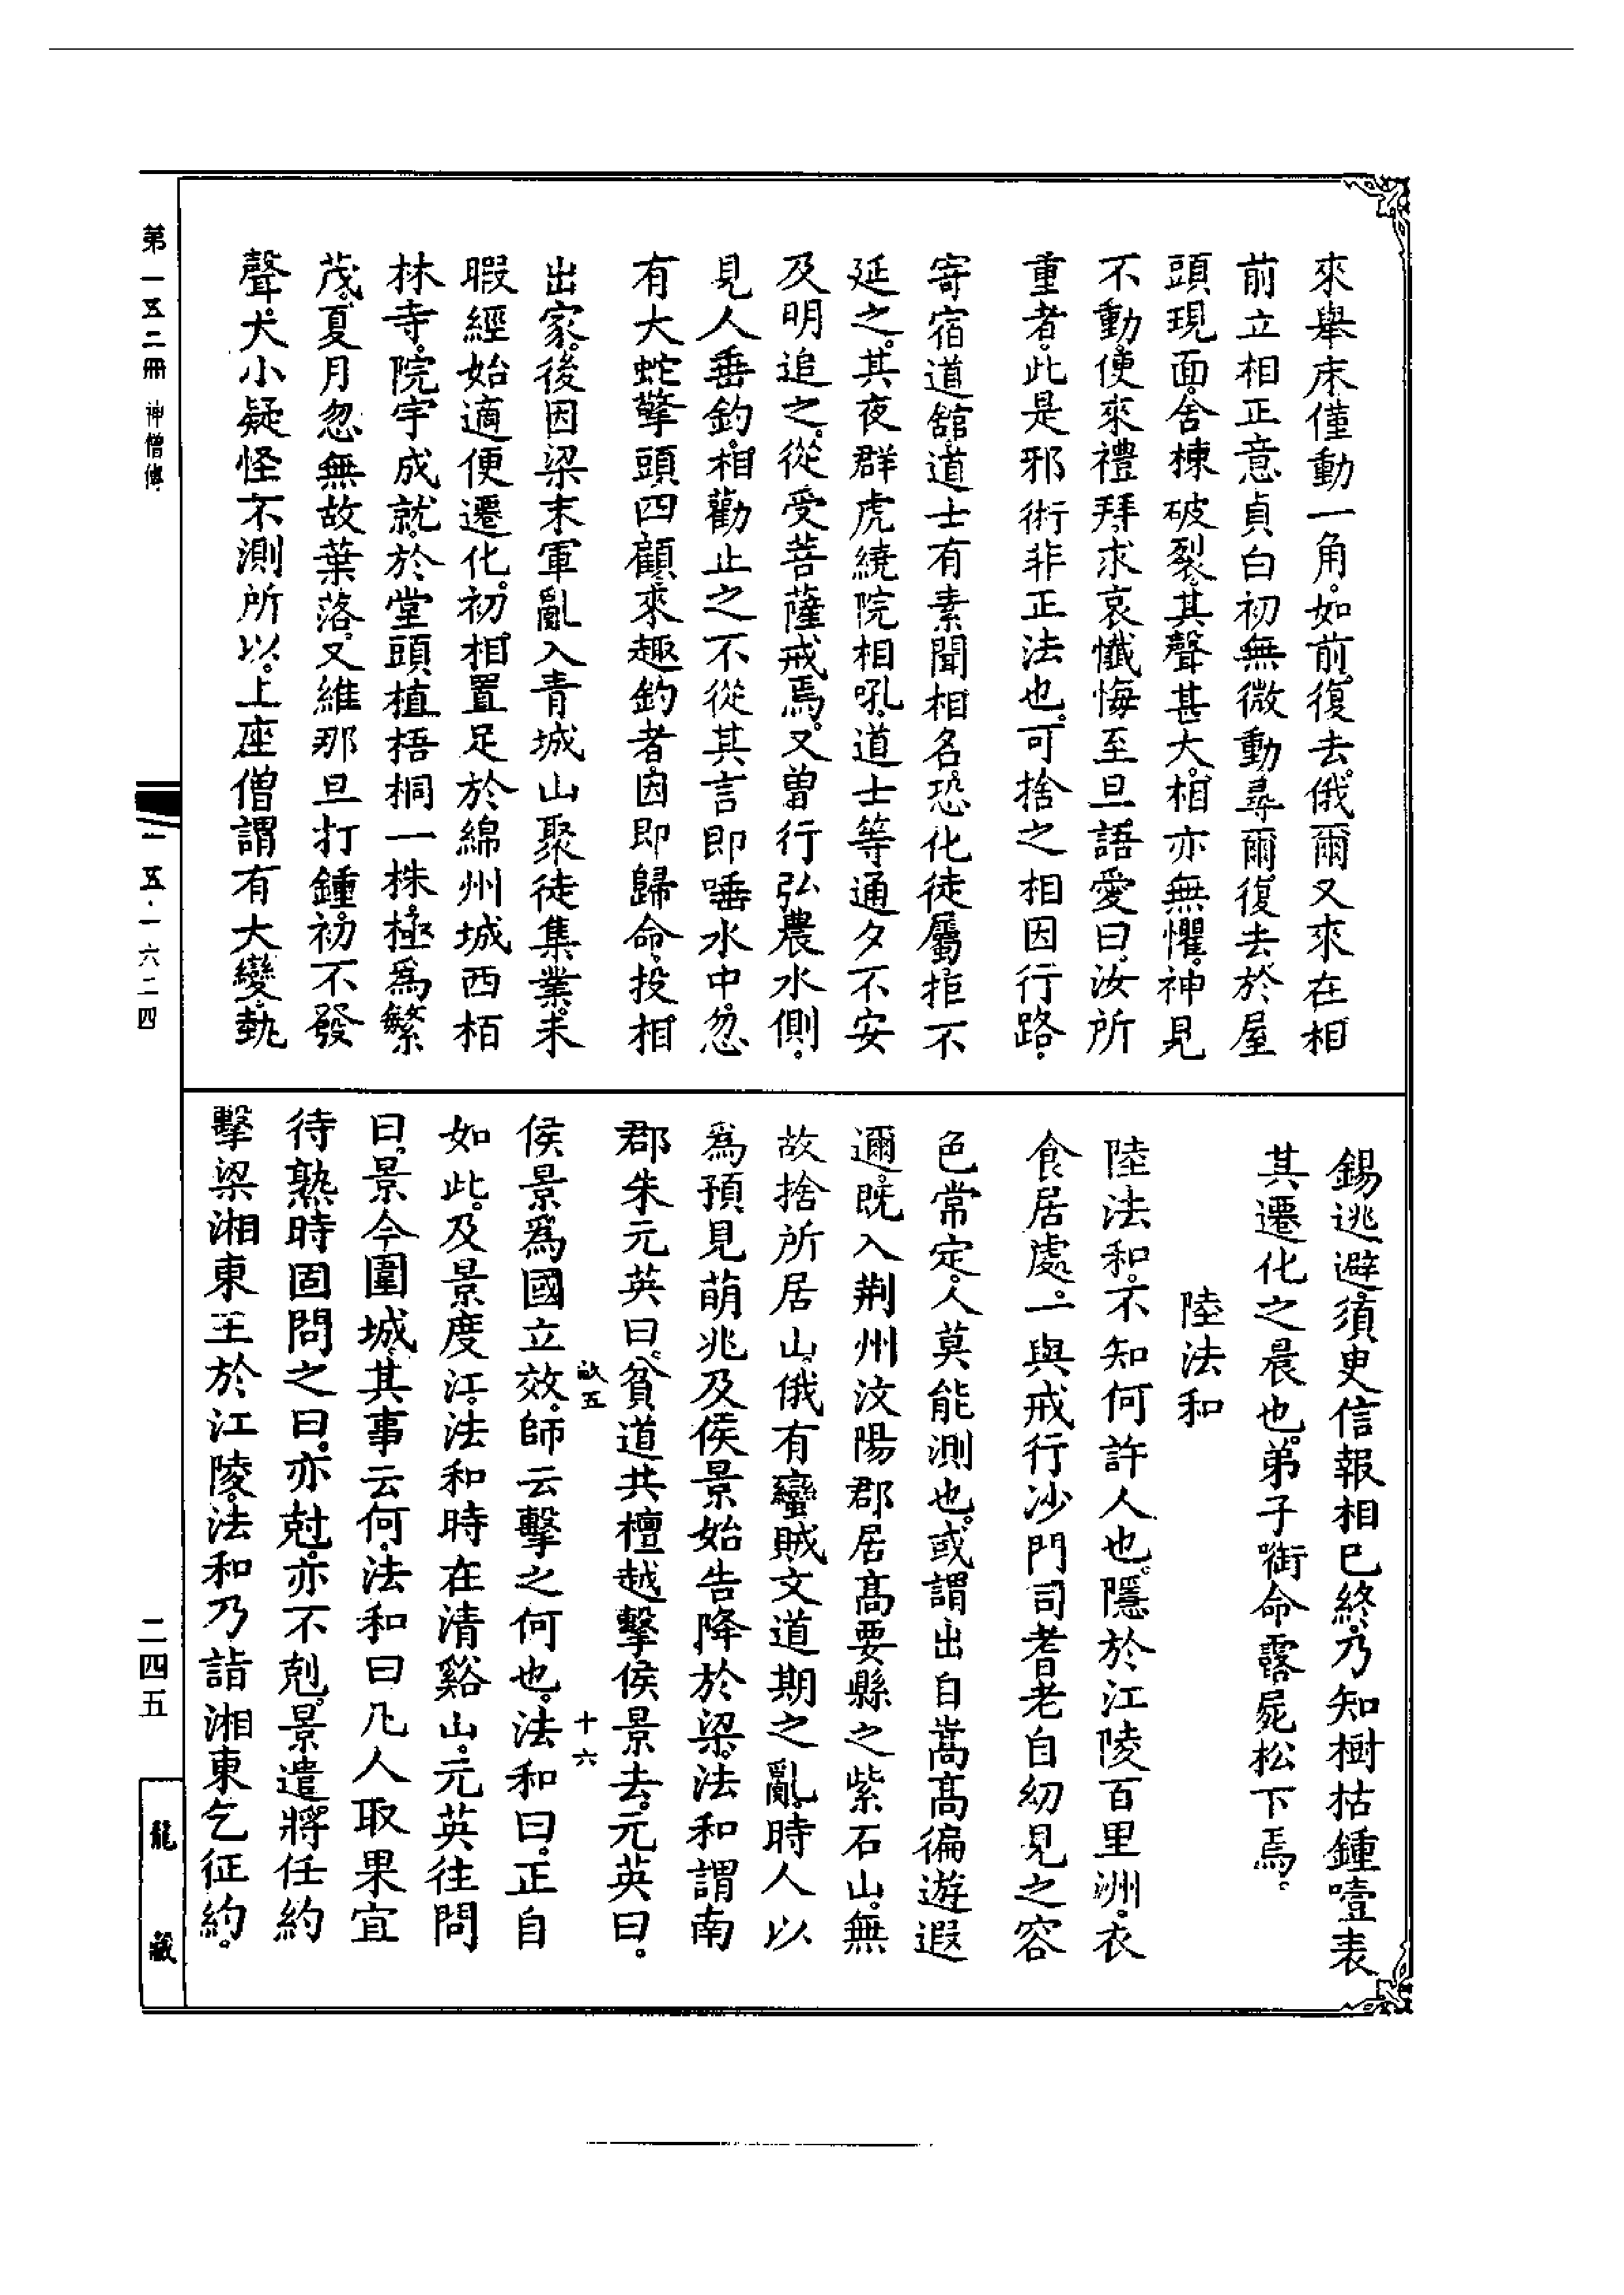 來舉床僅動一角。如前。復去。俄爾又來在相
前立相正意貞白初無微動尋爾。復去於屋
頭現面。舍棟破裂。其聲甚大。相亦無懼。神見
不動。便來禮拜。求哀懺悔至旦語愛曰。汝所
重者。此是邪術非正法也。可捨之相因行路。
寄宿道舘。道士有素聞相名。恐化徒屬。拒不
延之。其夜群虎繞院相吼。道士等通夕不安
及明追之。從受菩薩戒焉。又曽行弘農水側。
見人垂釣。相勸止之不從其言即唾水中。忽
有大蛇擎頭四顧。來趣釣者。因即歸命。投相
出家。後因梁末軍亂入青城山聚徒集業。未
暇經始適便遷化。初相置足於綿州城西栢
林寺。院宇成就。於堂頭植梧桐一株。極爲繁
茂。夏月忽無故葉落。又維那旦打鍾。初不發
聲。犬小疑怪不測所以。上座僧謂有大變。執
錫逃避。須㬰信報相巳終。乃知樹枯鍾噎表
其遷化之晨也。弟子衘命露屍松下焉。
陸法和
陸法和。不知何許人也。隱於江陵百里洲。衣
食居處。一與戒行沙門司耆老自幼見之容
色常定。人莫能測也。或謂出自嵩高徧遊遐
邇。旣入荆州汶陽郡居髙要縣之紫石山。無
故捨所居山。俄有蠻賊文道期之亂。時人以
爲預見萌兆及侯景始告降於梁。法和謂南
郡朱元英曰。貧道共檀越擊侯景去。元英曰。
畝五
十六
侯景爲國立效。師云擊之何也。法和曰。正自
如此。及景度江。法和時在清谿山。元英往問
曰。景今圍城。其事云何。法和曰凡人取果宜
待熟時固問之曰。亦尅。亦不剋。景遣將任約
擊梁湘東王於江陵。法和乃詣湘東乞征約。
第一五二冊 神僧傳
一五·一六二四
二四五
龍藏